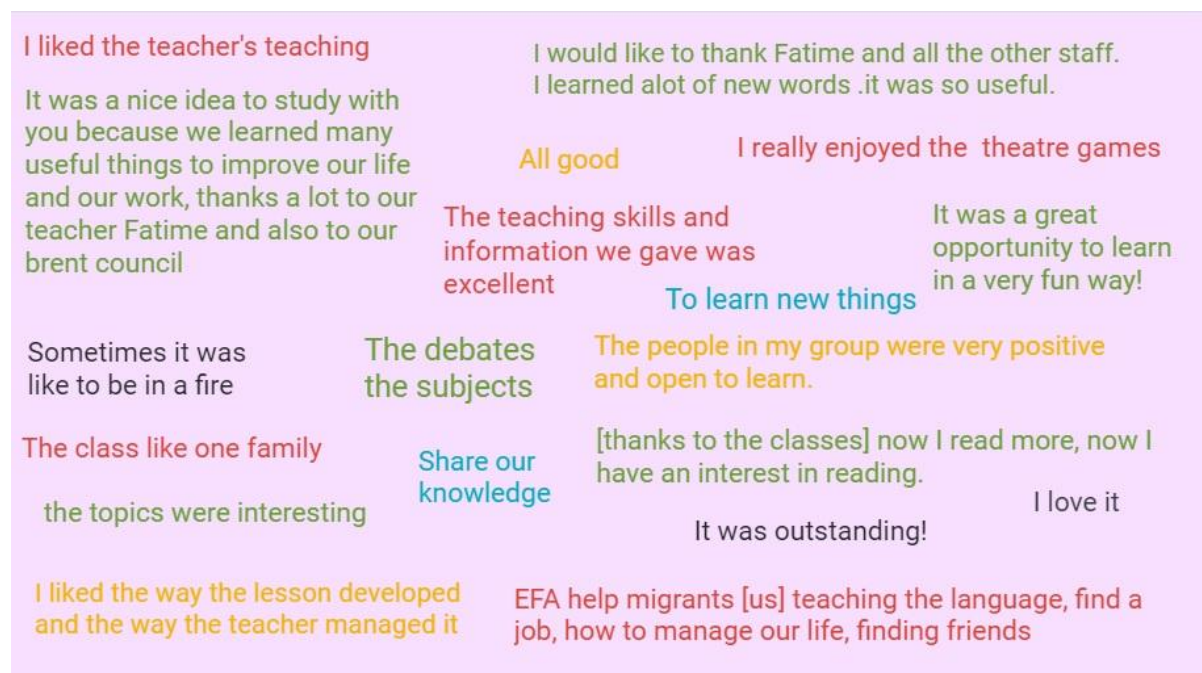 I liked the teacher's teaching
I would like to thank Fatime and all the other staff.
I learned alot of new words .it was so useful.
It was a nice idea to study with
you because we learned many
useful things to improve our life
and our work, thanks a lot to our
teacher Fatime and also to our
brent council
All good
I really enjoyed the  theatre games
The teaching skills and
information we gave was
excellent
It was a great
opportunity to learn
in a very fun way!
To learn new things
Sometimes it was
like to be in a fire
The debates
the subjects
The people in my group were very positive
and open to learn.
The class like one family
Share our
knowledge
[thanks to the classes] now I read more, now I
have an interest in reading.
the topics were interesting
I love it
It was outstanding!
I liked the way the lesson developed
and the way the teacher managed it
EFA help migrants [us] teaching the language, find a
job, how to manage our life, finding friends